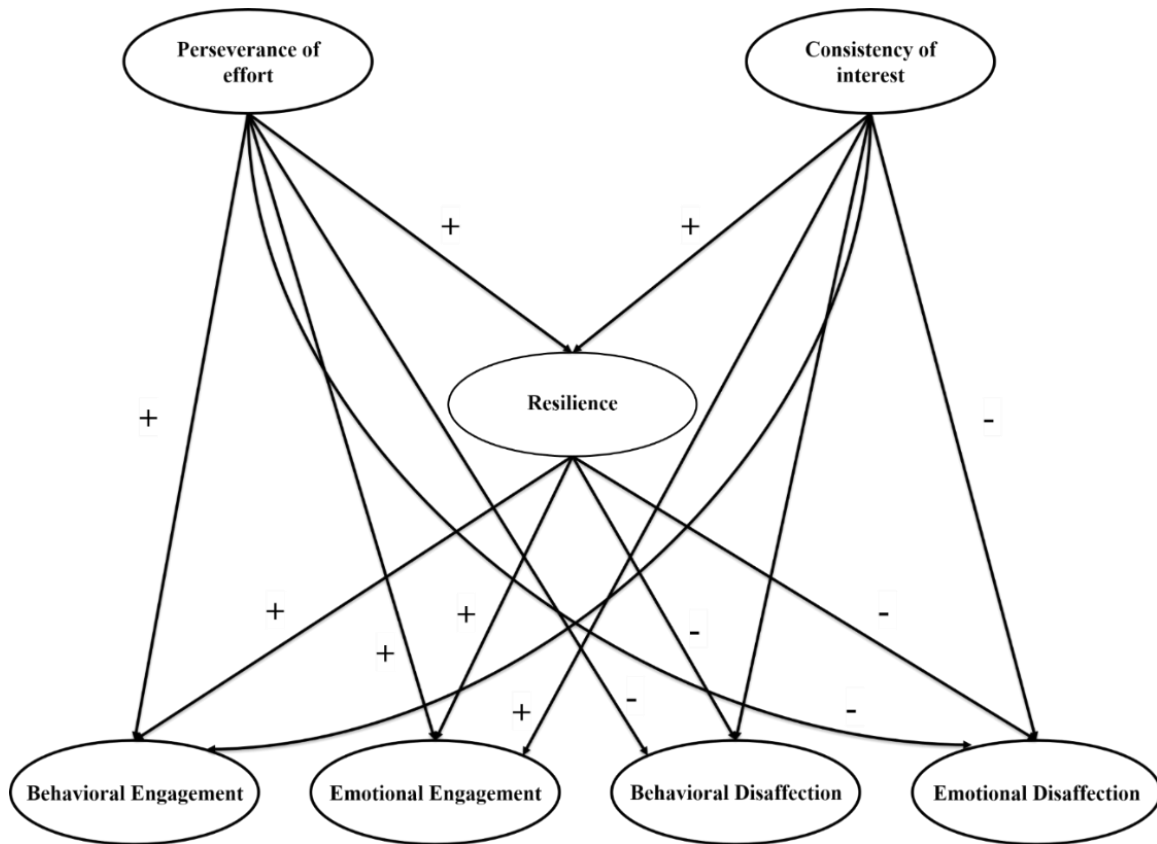 Perseverance of
effort
Consistency of
interest
+
+
Resilience
+
-
+
+
-
-
+
+
-
-
Behavioral Engagement
Emotional Engagement
Behavioral Disaffection
Emotional Disaffection